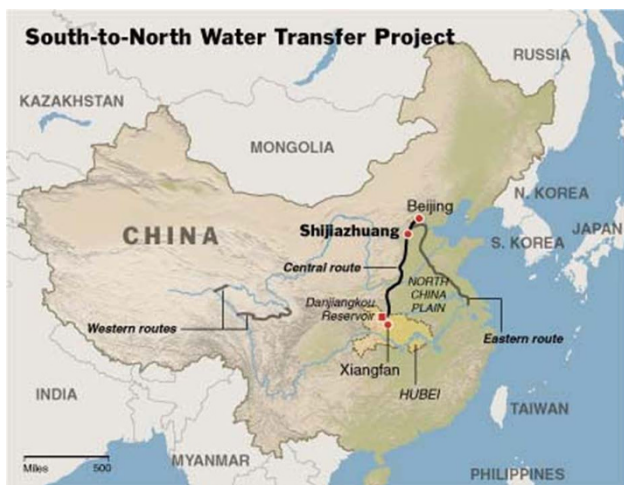 South-to-North Water Transfer Project
RUSSIA
KAZAKHSTAN
MONGOLIA
N. KOREA
Beijing
Shijiazhuang
JAPAN
S. KOREA
CHINA
Central route
NORTH
CHINA
PLAIN
Danjiangkou
Reservoir
Western routes
Eastern route
Xiangfan
HUBEI
INDIA
TAIWAN
MYANMAR
Miles 500
PHILIPPINES